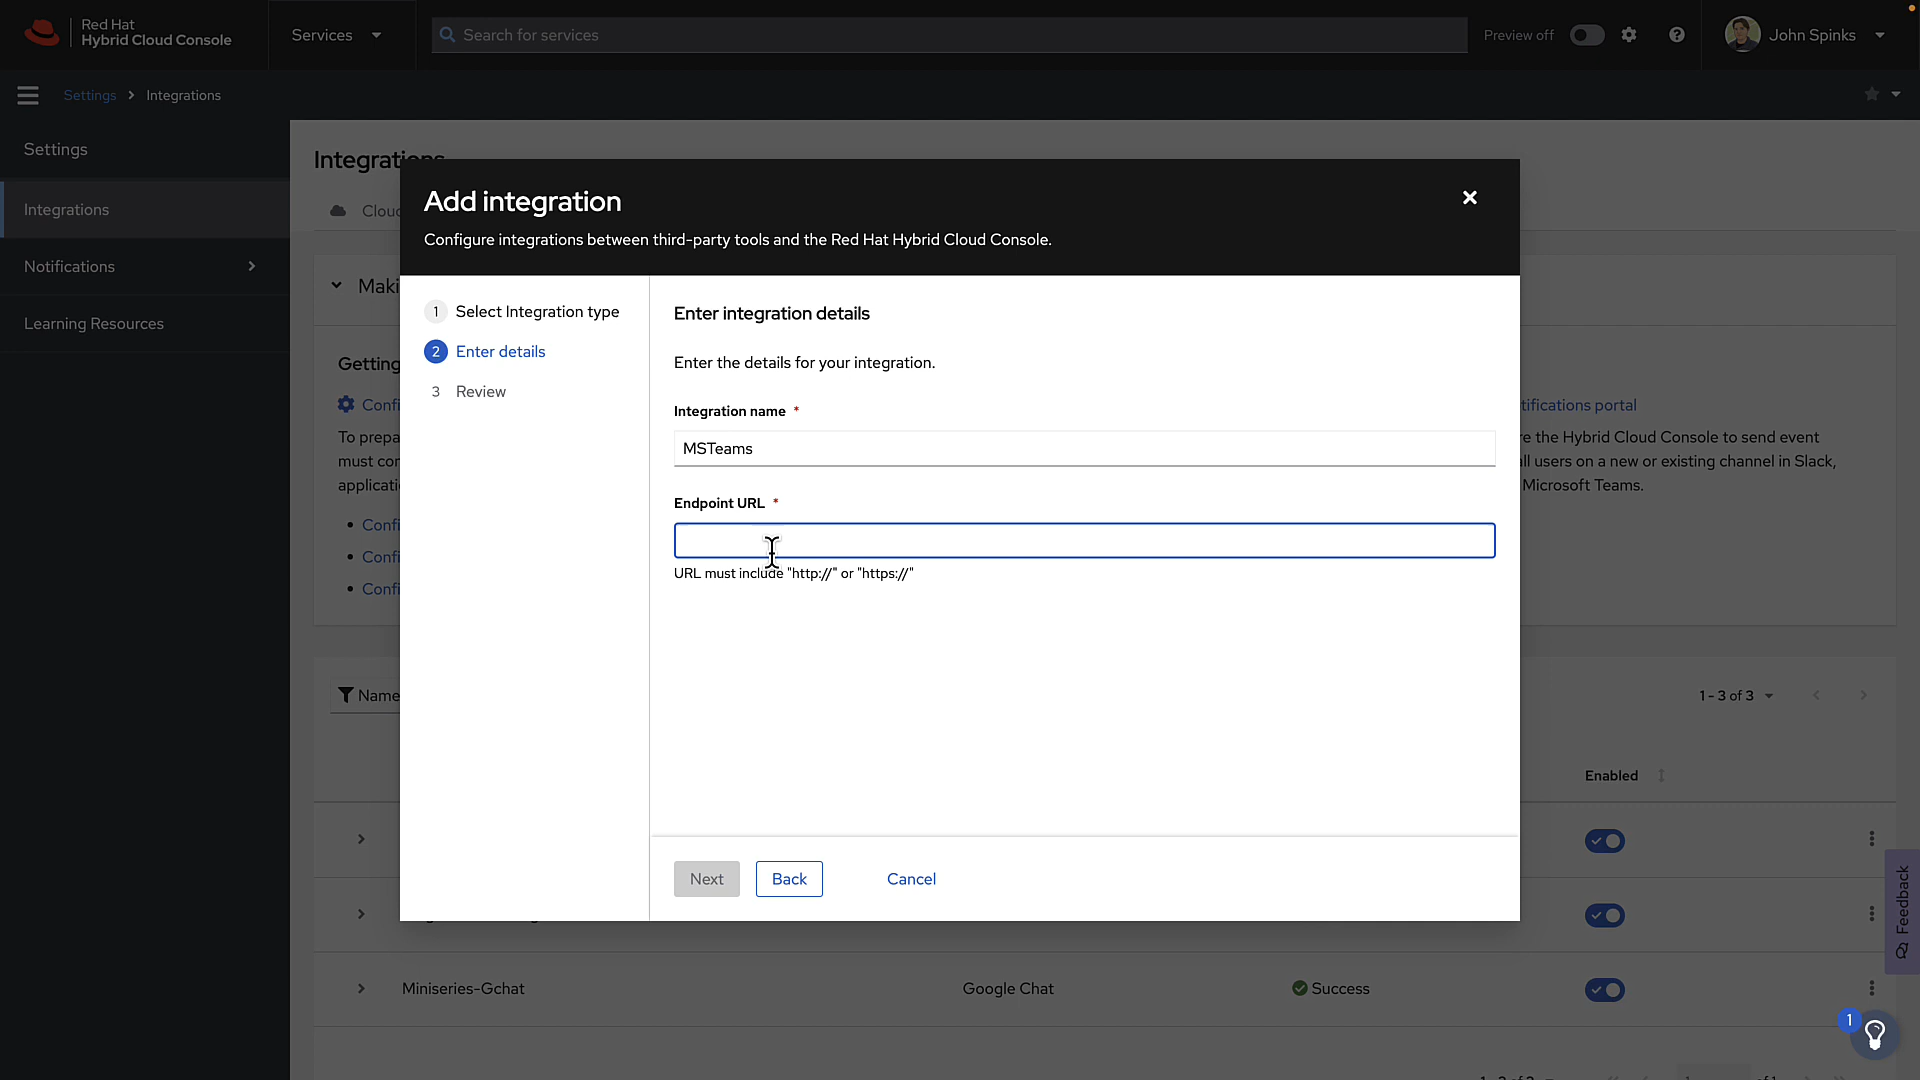 Red Hat
Hybrid Cloud Console
Services
Search for services
Preview off
John Spinks
Settings
Integrations
Settings
Integrations
Notifications
Learning Resources
Integrations
Add integration
Configure integrations between third-party tools and the Red Hat Hybrid Cloud Console.
1 Select Integration type
2 Enter details
3 Review
Enter integration details
Enter the details for your integration.
Integration name *
MSTeams
Endpoint URL *
URL must include "http://" or "https://"
Next
Back
Cancel
Clou
Maki
Getting
Confi
To prepa
must con
applicati
Confi
Confi
Confi
tifications portal
re the Hybrid Cloud Console to send event
all users on a new or existing channel in Slack,
Microsoft Teams.
Name
1 - 3 of 3
Enabled
Miniseries-Gchat
Google Chat
Success
Feedback
1